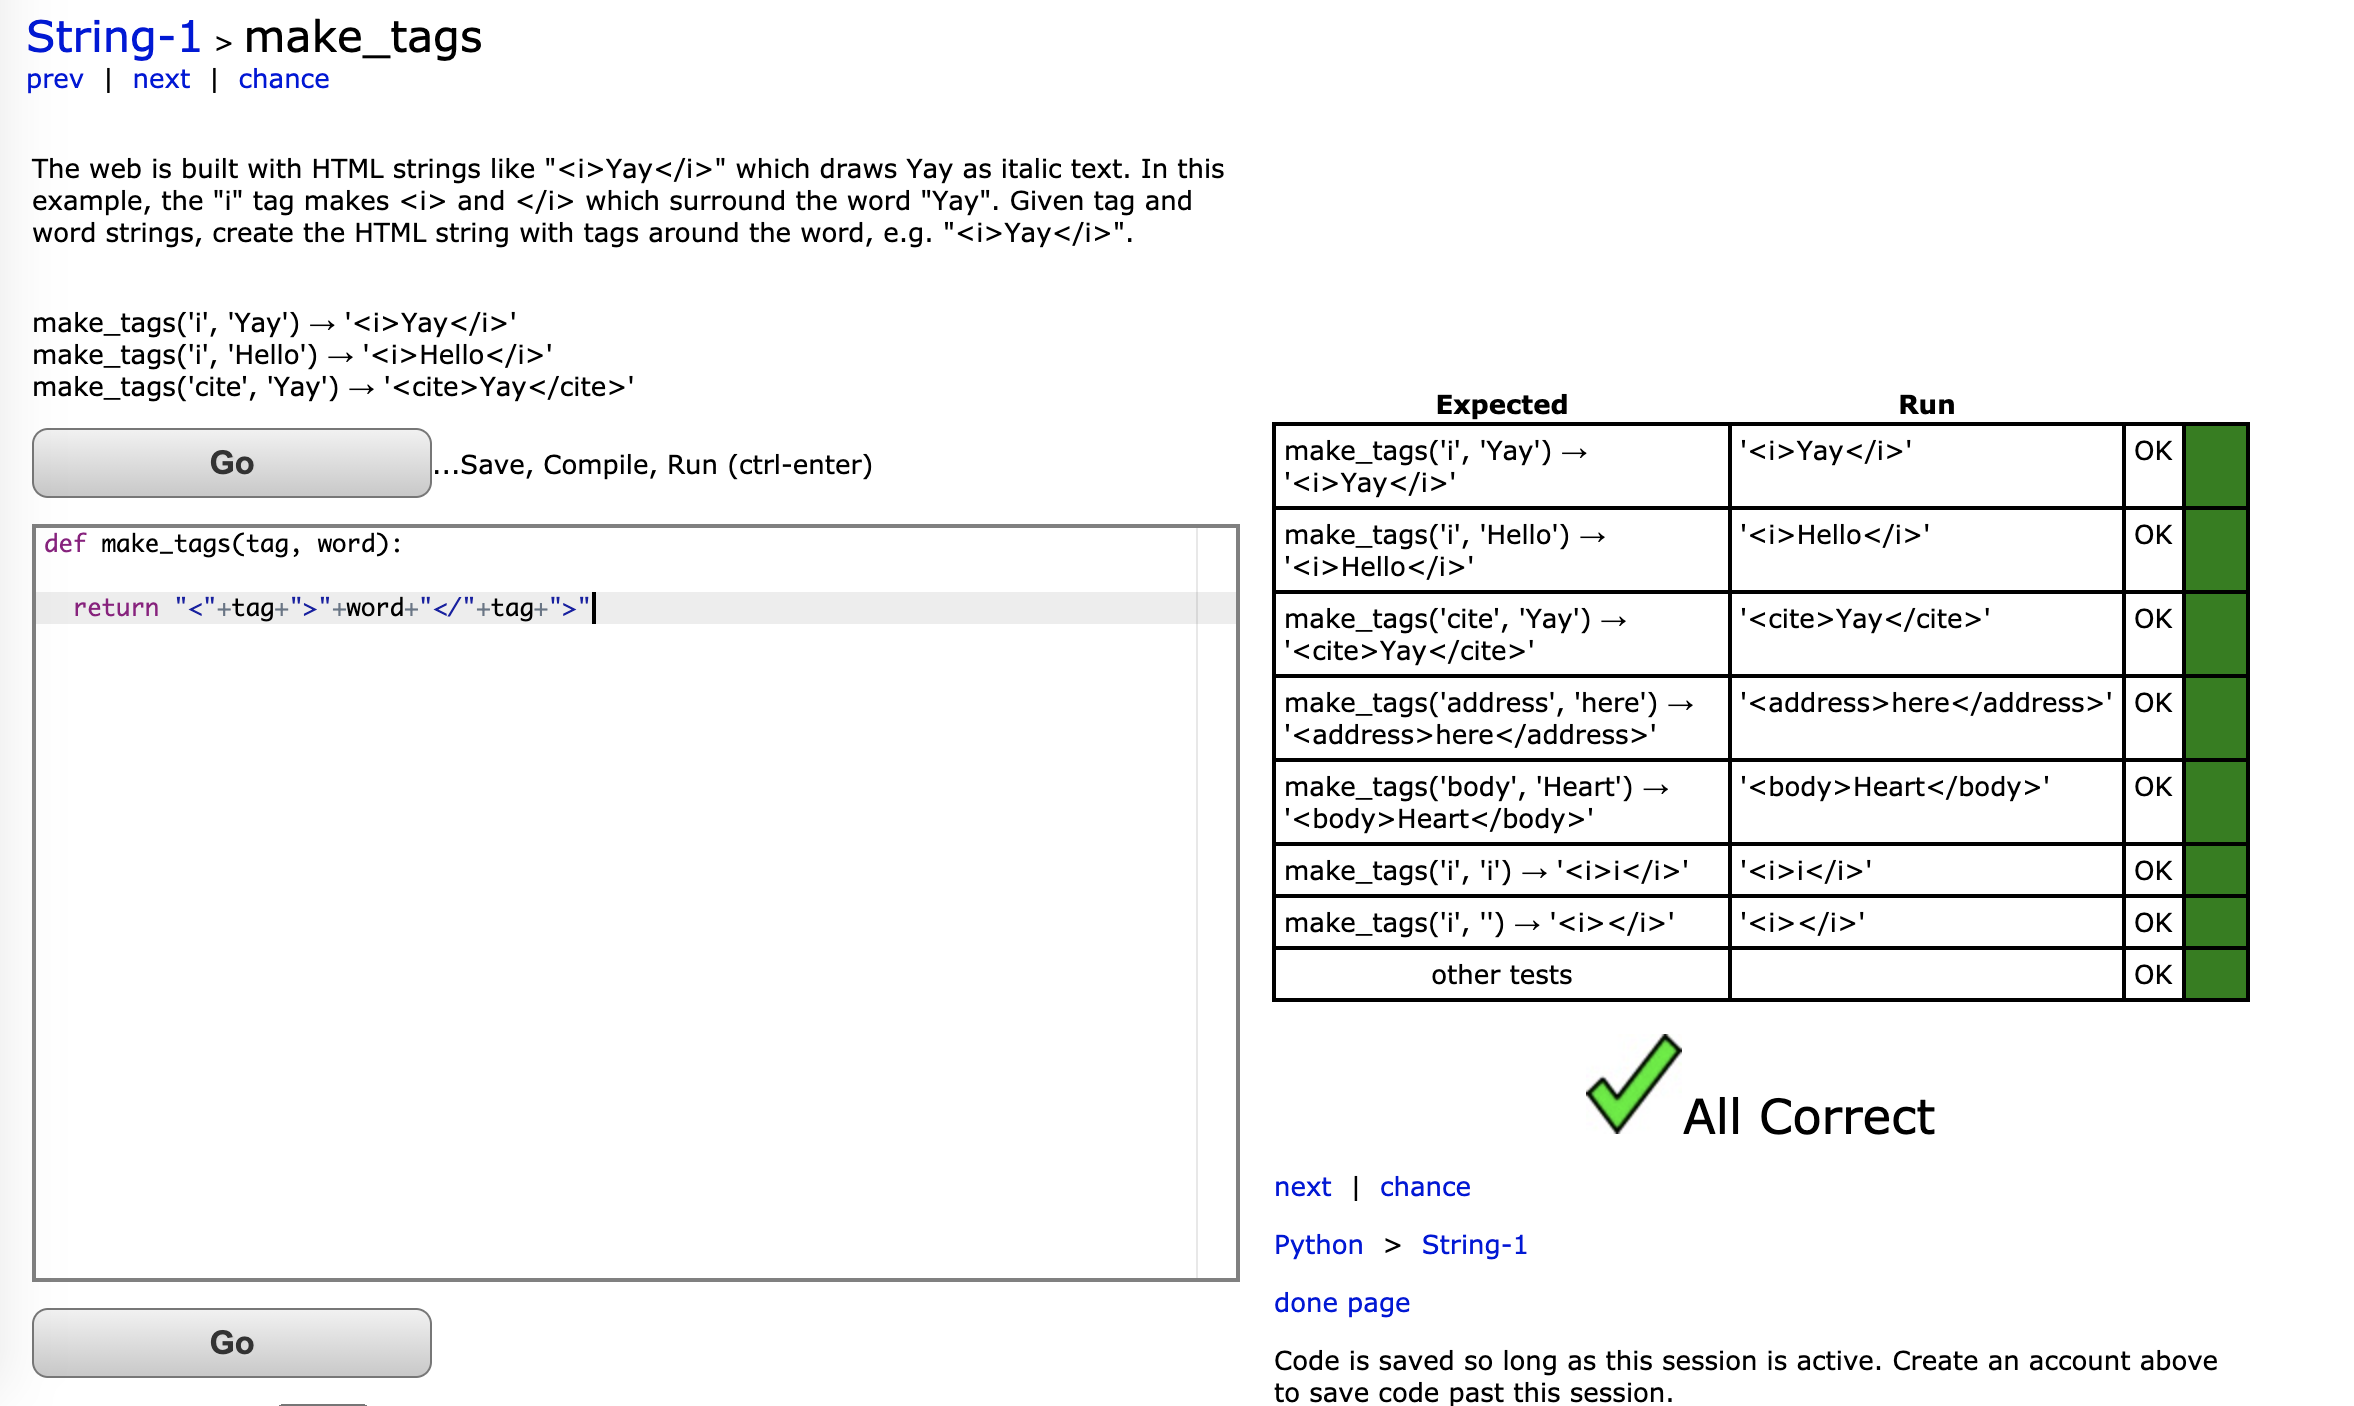 String-1 > make_tags
prev | next | chance
The web is built with HTML strings like "<i>Yay</i>" which draws Yay as italic text. In this
example, the "i" tag makes <i> and </i> which surround the word "Yay". Given tag and
word strings, create the HTML string with tags around the word, e.g. "<i>Yay</i>".
make_tags('i', 'Yay') → '<i>Yay</i>'
make_tags('i', 'Hello') → '<i>Hello</i>'
make_tags('cite', 'Yay') → '<cite>Yay</cite>'
Go ...Save, Compile, Run (ctrl-enter)
def make_tags(tag, word):
return "<"+tag+">"+word+"</"+tag+">"
Go
Expected Run
make_tags('i', 'Yay') → '<i>Yay</i>' OK
'<i>Yay</i>'
make_tags('i', 'Hello') → '<i>Hello</i>' OK
'<i>Hello</i>'
make_tags('cite', 'Yay') → '<cite>Yay</cite>' OK
'<cite>Yay</cite>'
make_tags('address', 'here') → '<address>here</address>' OK
'<address>here</address>'
make_tags('body', 'Heart') → '<body>Heart</body>' OK
'<body>Heart</body>'
make_tags('i', 'i') → '<i>i</i>' '<i>i</i>' OK
make_tags('i', '') → '<i></i>' '<i></i>' OK
other tests OK
All Correct
next | chance
Python > String-1
done page
Code is saved so long as this session is active. Create an account above
to save code past this session.